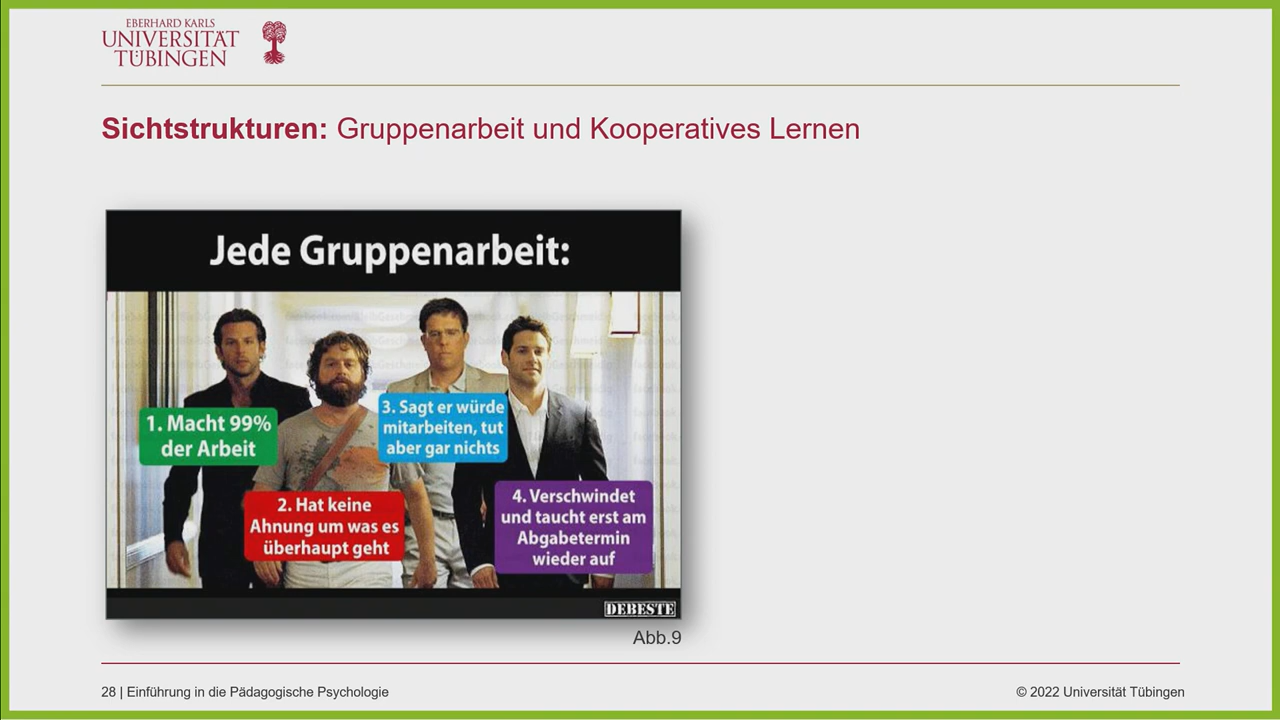 EBERHARD KARLS
UNIVERSITÄT
TÜBINGEN
Sichtstrukturen: Gruppenarbeit und Kooperatives Lernen
Jede Gruppenarbeit:
1. Macht 99%
der Arbeit
2. Hat keine
Ahnung um was es
überhaupt geht
3. Sagt er würde
mitarbeiten, tut
aber gar nichts
4. Verschwindet
und taucht erst am
Abgabetermin
wieder auf
DEBESTE
Abb.9
28 | Einführung in die Pädagogische Psychologie
© 2022 Universität Tübingen